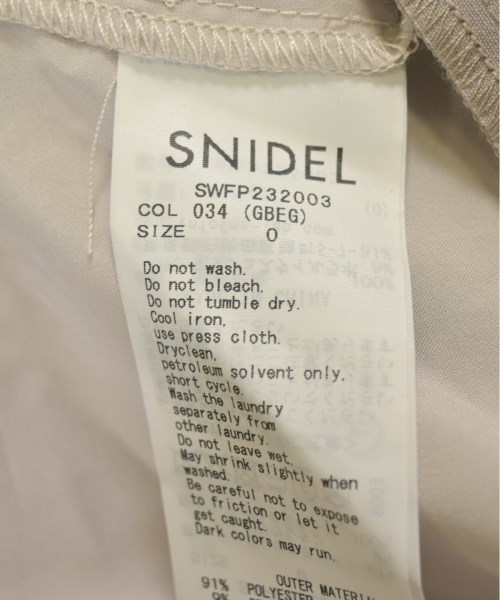 SNIDEL
SWFP232003
COL 034 (GBEG)
SIZE 0
Do not wash.
Do not bleach.
Do not tumble dry.
Cool iron,
use press cloth.
Dryclean,
petroleum solvent only,
short cycle.
Wash the laundry
separately from
other laundry.
Do not leave wet.
May shrink slightly when
washed.
Be careful not to expose
to friction or let it
get caught.
Dark colors may run.
OUTER MATERIAL
91% POLYESTER
9%